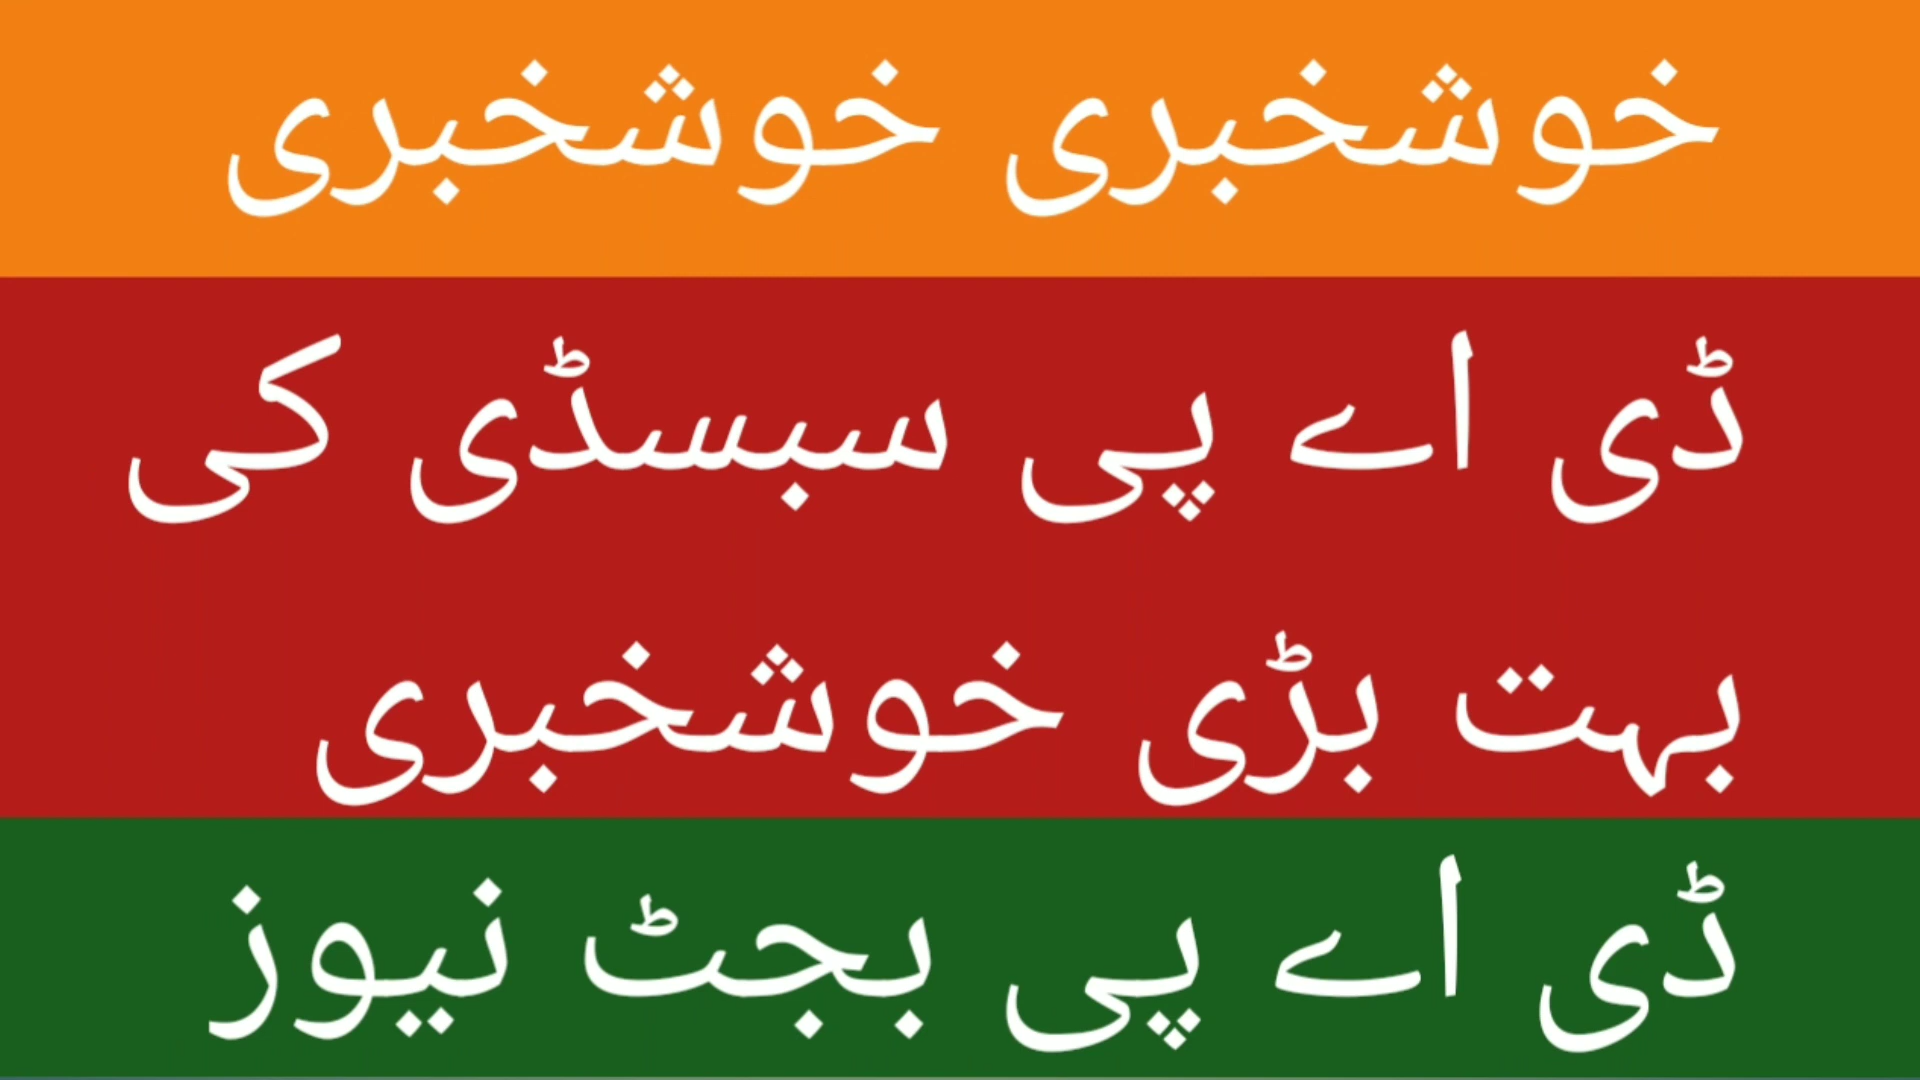 خوشخبری خوشخبری
ڈی اے پی سبسڈی کی
بہت بڑی خوشخبری
ڈی اے پی بجٹ نیوز